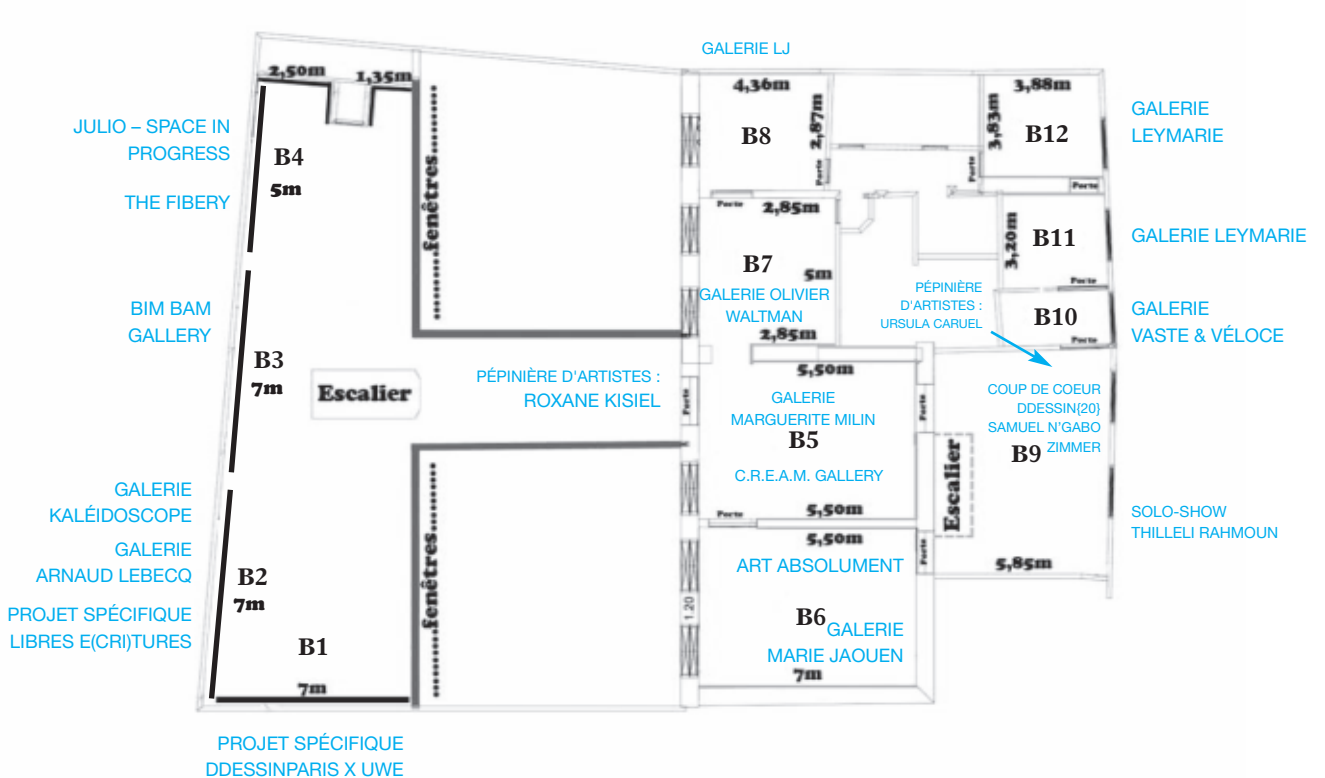 GALERIE LJ
2,50m
1,35m
4,36m
3,88m
JULIO – SPACE IN
PROGRESS
B4
5m
THE FIBERY
fenêtres
B8
2,87m
Porte
3,83m
Porte
B12
Porte
GALERIE
LEYMARIE
Porte
2,85m
B7
5m
GALERIE OLIVIER
WALTMAN
2,85m
3,20m
B11
Porte
GALERIE LEYMARIE
PÉPINIÈRE
D'ARTISTES :
URSULA CARUEL
B10
Porte
GALERIE
VASTE & VÉLOCE
BIM BAM
GALLERY
B3
7m
Escalier
PÉPINIÈRE D'ARTISTES :
ROXANE KISIEL
Porte
5,50m
GALERIE
MARGUERITE MILIN
B5
C.R.E.A.M. GALLERY
5,50m
Porte
Porte
COUP DE COEUR
DDESSIN{20}
SAMUEL N'GABO
ZIMMER
B9
Escalier
Porte
5,85m
SOLO-SHOW
THILLELI RAHMOUN
GALERIE
KALÉIDOSCOPE
GALERIE
ARNAUD LEBECQ
PROJET SPÉCIFIQUE
LIBRES E(CRI)TURES
B2
7m
B1
7m
fenêtres
1.20
5,50m
ART ABSOLUMENT
B6
GALERIE
MARIE JAOUEN
7m
PROJET SPÉCIFIQUE
DDESSINPARIS X UWE